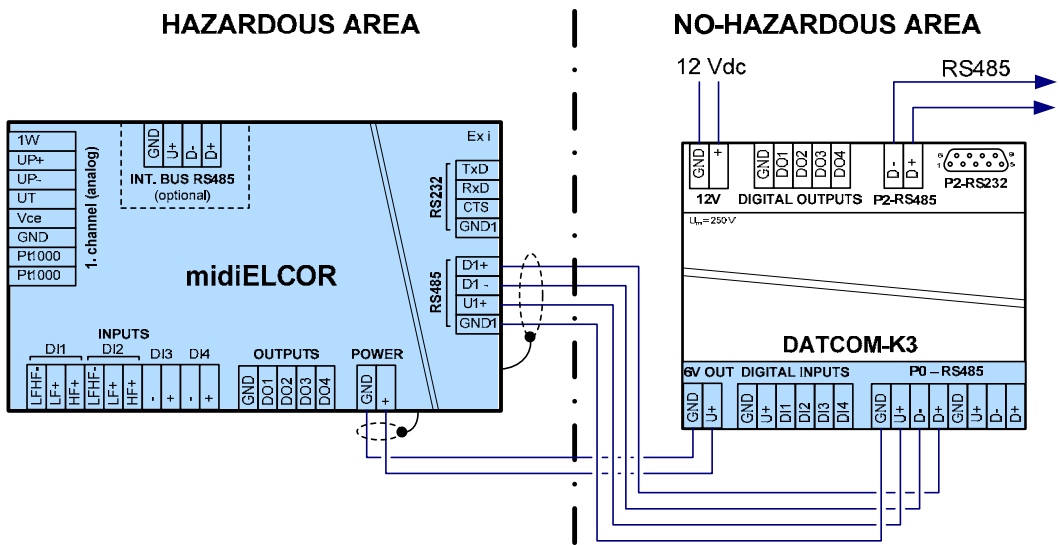 HAZARDOUS AREA
NO-HAZARDOUS AREA
12 Vdc
RS485
1W
UP+
UP-
UT
Vce
GND
Pt1000
Pt1000
1. channel (analog)
GND
U+
D-
D+
INT. BUS RS485
(optional)
Ex i
TxD
RxD
CTS
GND1
RS232
D1+
D1 -
U1+
GND1
RS485
midiELCOR
INPUTS
DI1
DI2
DI3
DI4
LFHF-
LF+
HF+
LFHF-
LF+
HF+
-
+
-
+
OUTPUTS
GND
DO1
DO2
DO3
DO4
POWER
GND
+
GND
+
12V
GND
DO1
DO2
DO3
DO4
DIGITAL OUTPUTS
D-
D+
P2-RS485
6
9
1
5
P2-RS232
Um=250V
DATCOM-K3
6V OUT
DIGITAL INPUTS
P0 – RS485
GND
U+
GND
U+
DI1
DI2
DI3
DI4
GND
U+
D-
D+
GND
U+
D-
D+